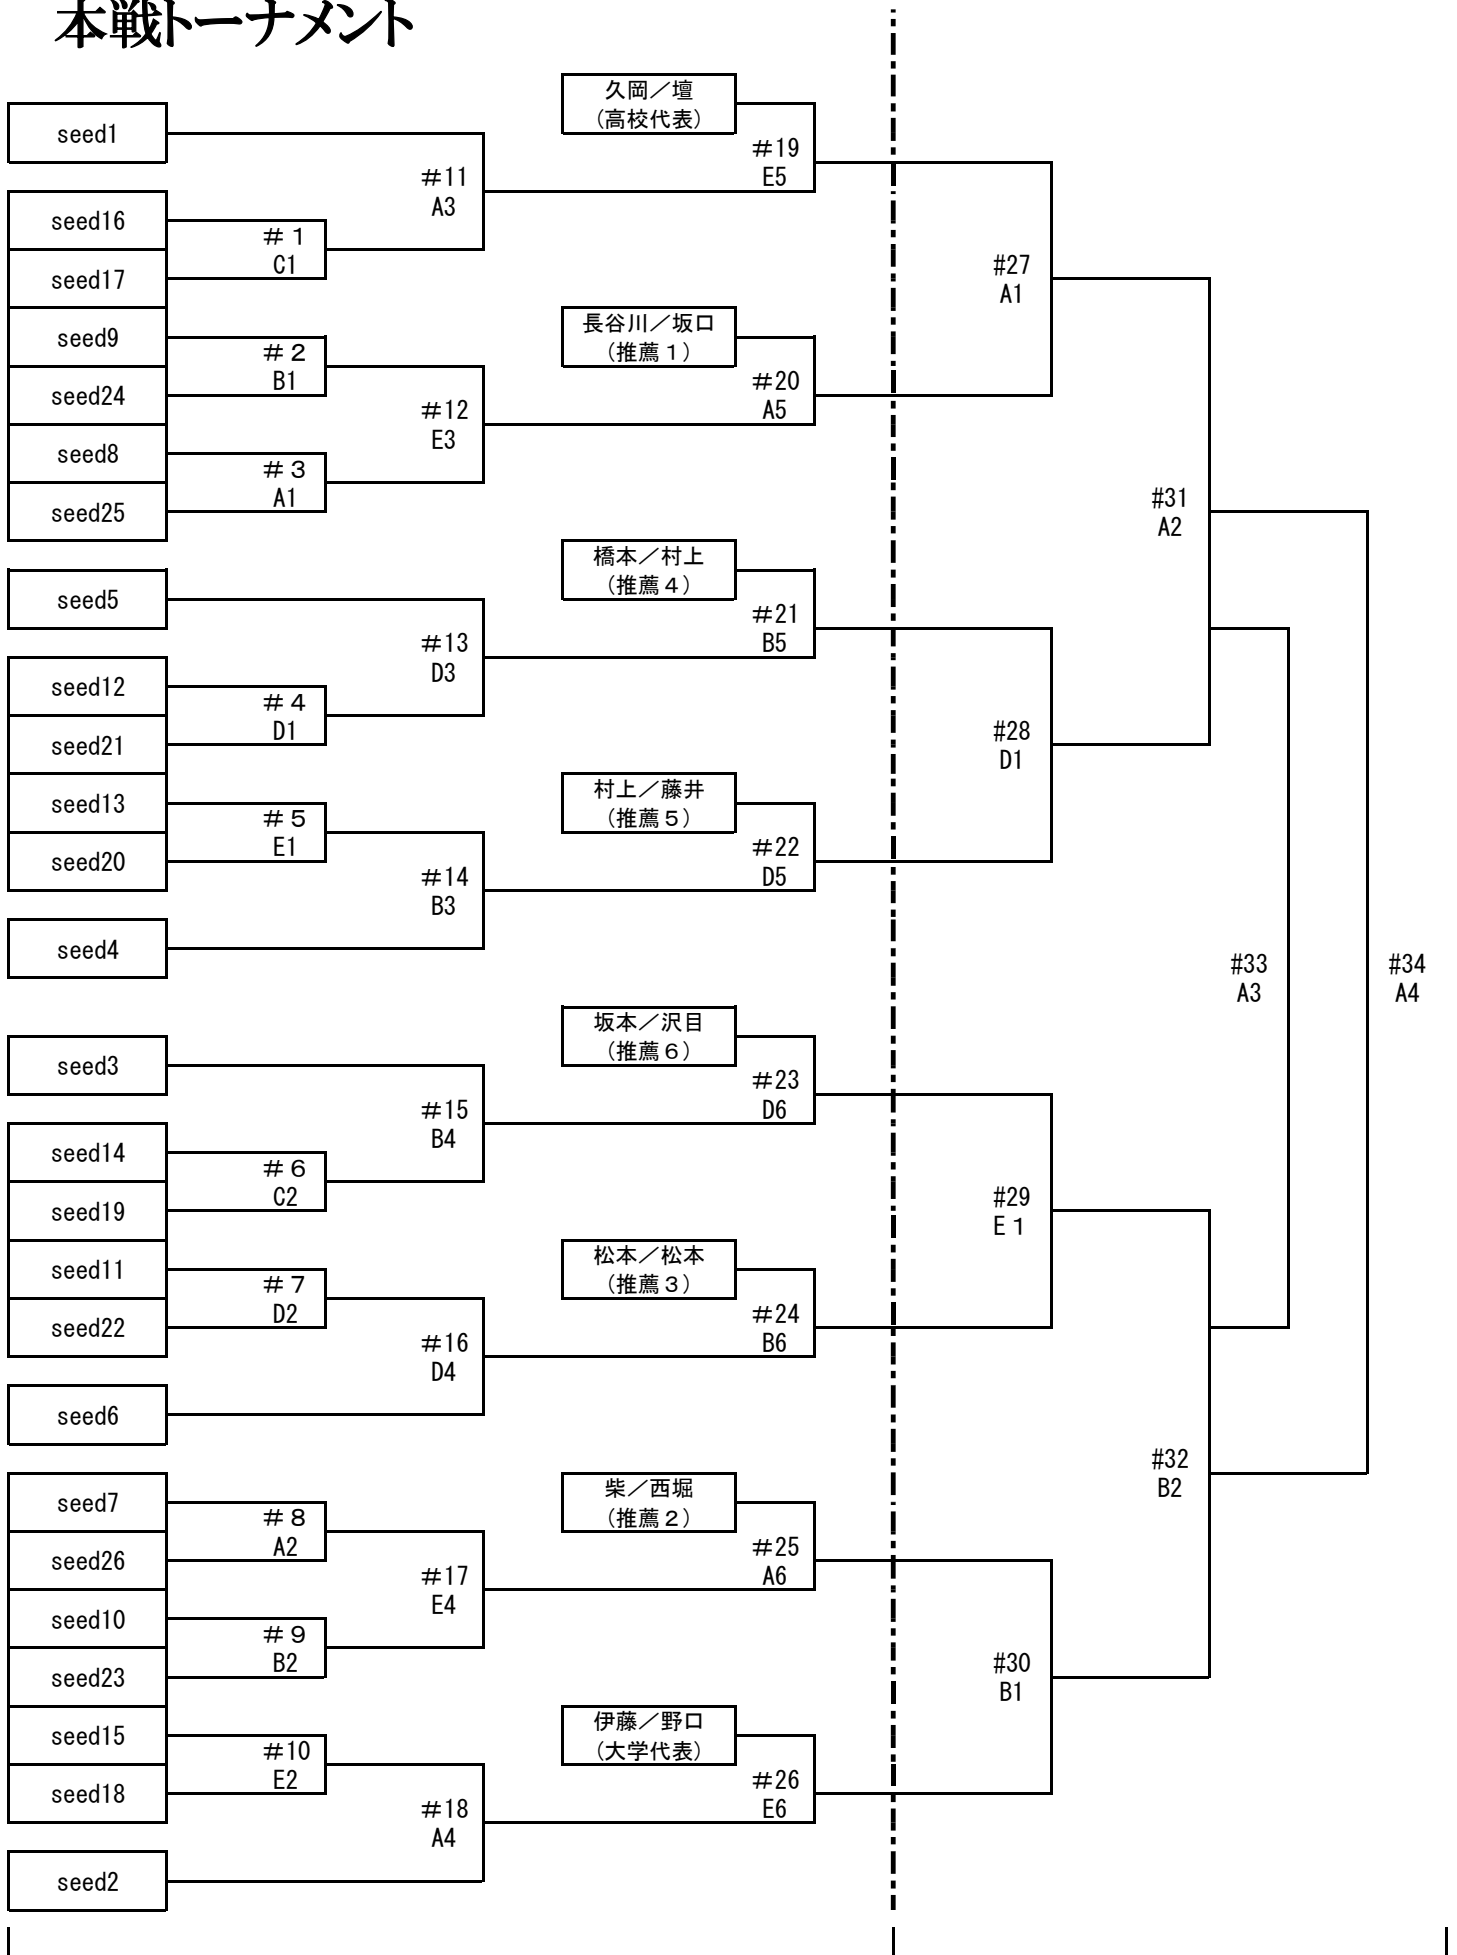 本戦トーナメント
久岡／壇
（高校代表）
seed1
＃19
E5
＃11
A3
seed16
＃１
C1
seed17
#27
A1
長谷川／坂口
（推薦１）
seed9
＃２
B1
＃20
A5
seed24
＃12
E3
seed8
＃３
A1
seed25
#31
A2
橋本／村上
（推薦４）
seed5
＃21
B5
＃13
D3
seed12
＃４
D1
seed21
#28
D1
村上／藤井
（推薦５）
seed13
＃５
E1
＃22
D5
seed20
＃14
B3
seed4
#33
A3
#34
A4
坂本／沢目
（推薦６）
seed3
＃23
D6
＃15
B4
seed14
＃６
C2
seed19
#29
E１
松本／松本
（推薦３）
seed11
＃７
D2
＃24
B6
seed22
＃16
D4
seed6
#32
B2
柴／西堀
（推薦２）
seed7
＃８
A2
＃25
A6
seed26
＃17
E4
seed10
＃９
B2
seed23
#30
B1
伊藤／野口
（大学代表）
seed15
＃10
E2
＃26
E6
seed18
＃18
A4
seed2